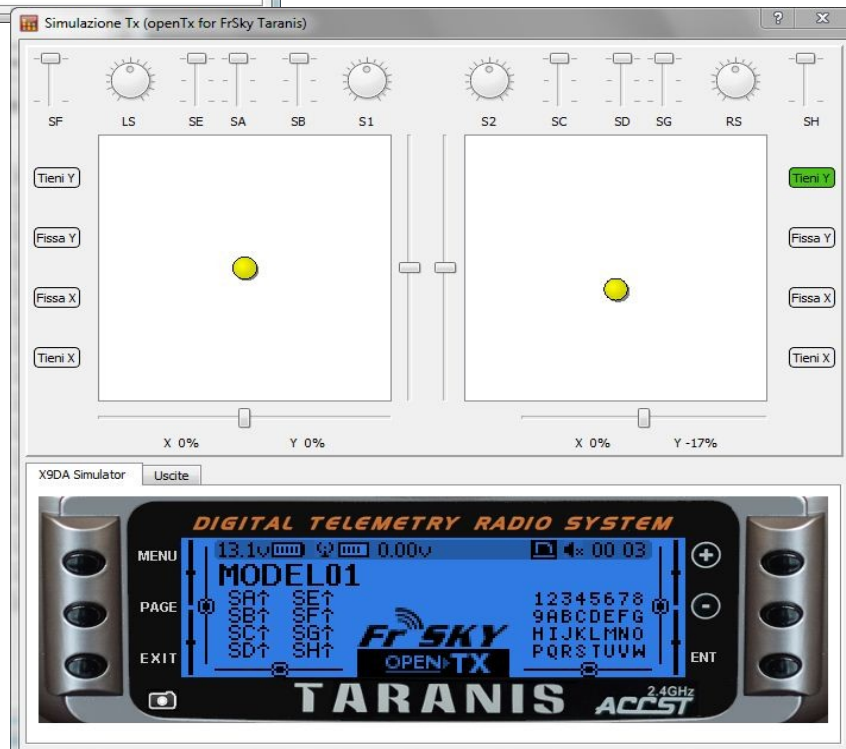 Simulazione Tx (openTx for FrSky Taranis)
SF LS SE SA SB S1 S2 SC SD SG RS SH
Tieni Y Tieni Y
Fissa Y Fissa Y
Fissa X Fissa X
Tieni X Tieni X
X 0% Y 0% X 0% Y -17%
X9DA Simulator Uscite
DIGITAL TELEMETRY RADIO SYSTEM
MENU 13.1v 0.00v 00 03
MODEL01
SA↑ SE↑ 12345678
PAGE SB↑ SF↑ 9ABCDEFG
SC↑ SG↑ FrSKY HIJKLMNO
EXIT SD↑ SH↑ OPEN TX PQRSTUVW ENT
TARANIS ACCST 2.4GHz